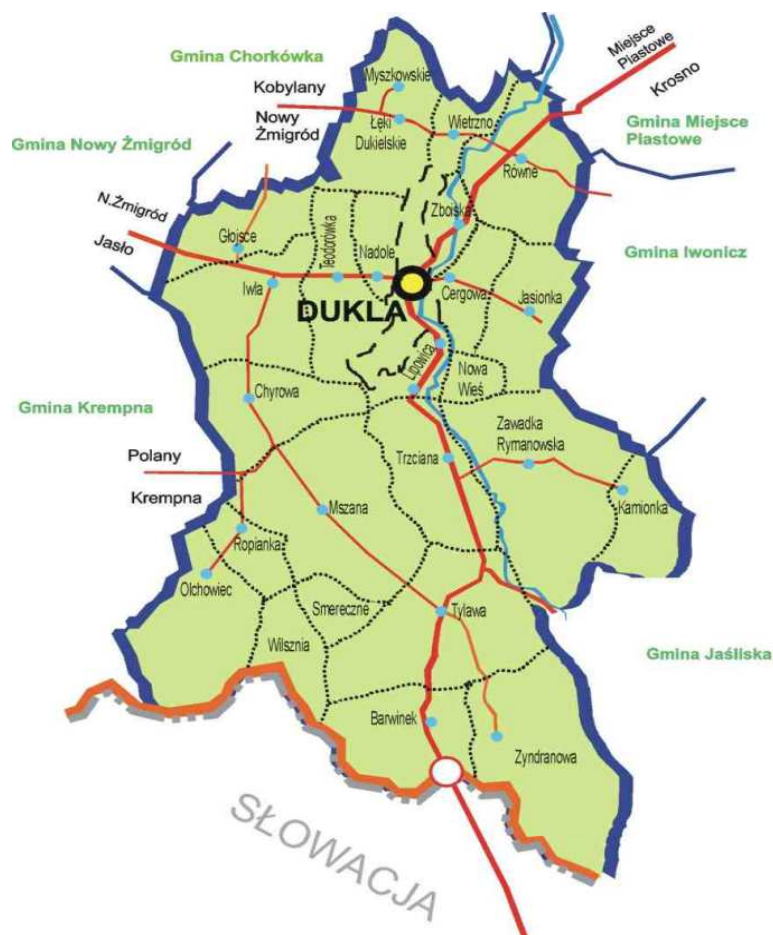 Gmina Chorkówka
Miejsce
Piastowe
Krosno
Myszkowskie
Kobylany
Nowy
Żmigród
Łęki
Dukielskie
Wietrzno
Gmina Miejsce
Piastowe
Gmina Nowy Żmigród
Równe
N.Żmigród
Jasło
Głojsce
Teodorówka
Zboiska
Nadole
Gmina Iwonicz
Iwła
DUKLA
Cergowa
Jasionka
Lipowica
Nowa
Wieś
Chyrowa
Gmina Krempna
Zawadka
Rymanowska
Polany
Trzciana
Krempna
Mszana
Kamionka
Ropianka
Olchowiec
Smereczne
Tylawa
Wilsznia
Gmina Jaśliska
Barwinek
Zyndranowa
SŁOWACJA